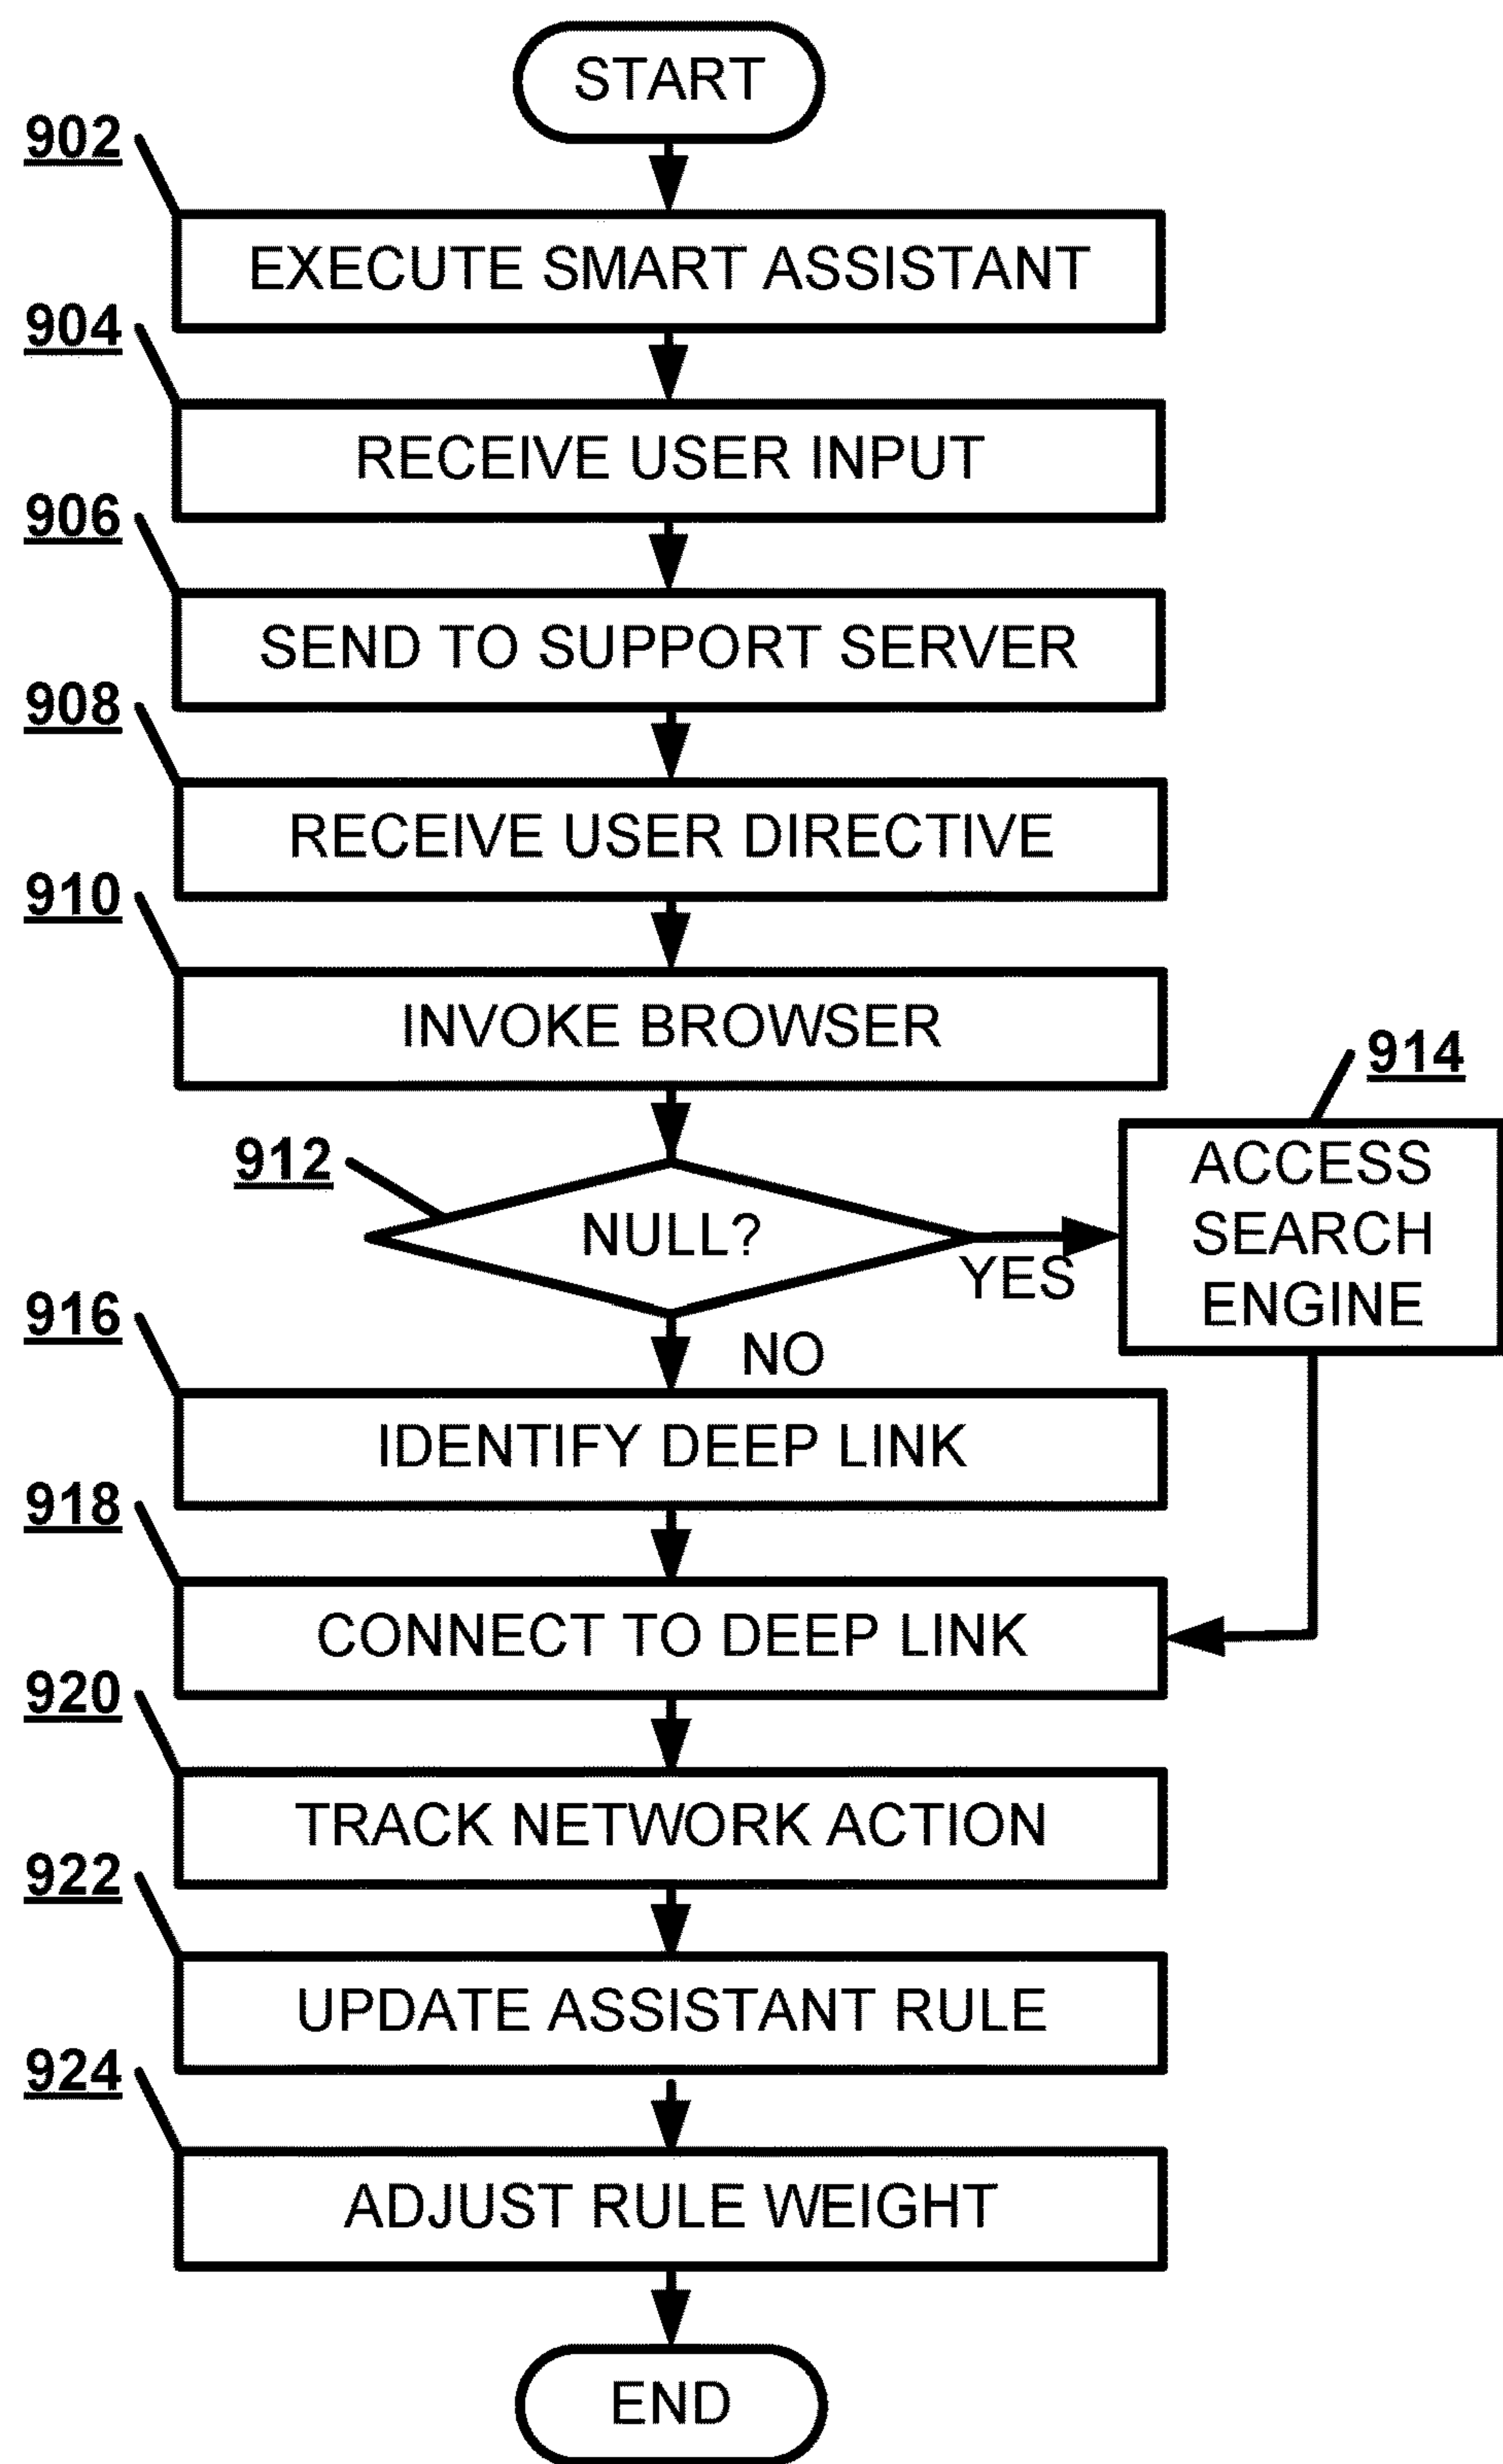 START
902
EXECUTE SMART ASSISTANT
904
RECEIVE USER INPUT
906
SEND TO SUPPORT SERVER
908
RECEIVE USER DIRECTIVE
910
INVOKE BROWSER
912
NULL?
YES
914
ACCESS
SEARCH
ENGINE
NO
916
IDENTIFY DEEP LINK
918
CONNECT TO DEEP LINK
920
TRACK NETWORK ACTION
922
UPDATE ASSISTANT RULE
924
ADJUST RULE WEIGHT
END